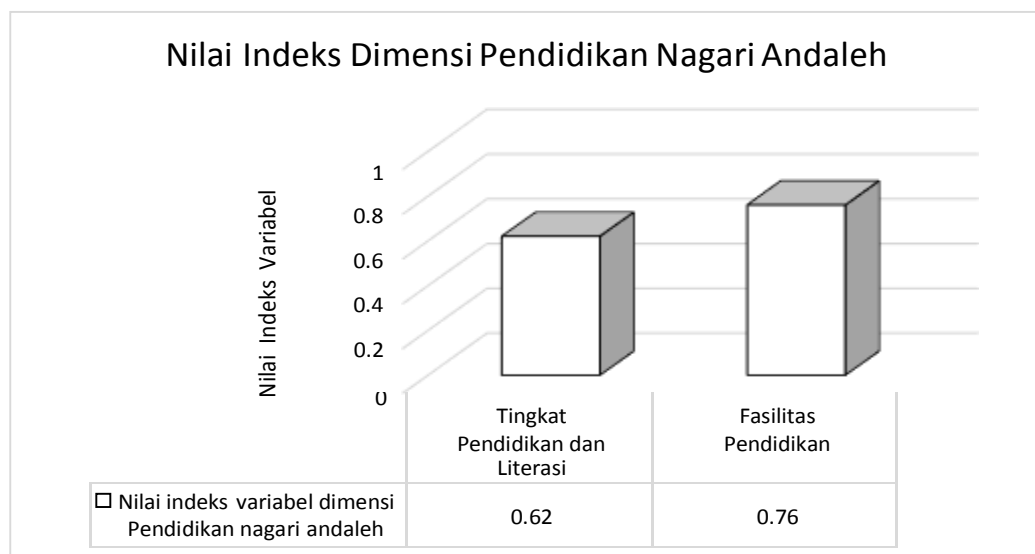 Nilai Indeks Dimensi Pendidikan Nagari Andaleh
Nilai Indeks Variabel
1
0.8
0.6
0.4
0.2
0
Tingkat
Pendidikan dan
Literasi
Fasilitas
Pendidikan
Nilai indeks variabel dimensi
Pendidikan nagari andaleh
0.62
0.76